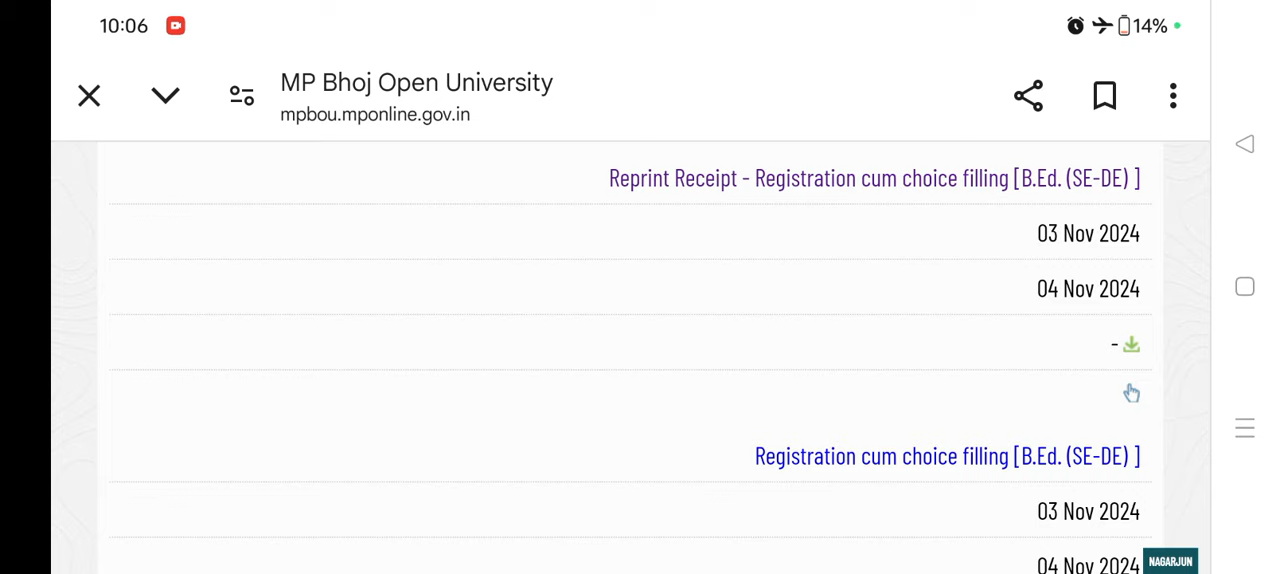 10:06
14%
MP Bhoj Open University
mpbou.mponline.gov.in
Reprint Receipt - Registration cum choice filling [B.Ed. (SE-DE) ]
03 Nov 2024
04 Nov 2024
-
Registration cum choice filling [B.Ed. (SE-DE) ]
03 Nov 2024
04 Nov 2024
NAGARJUN